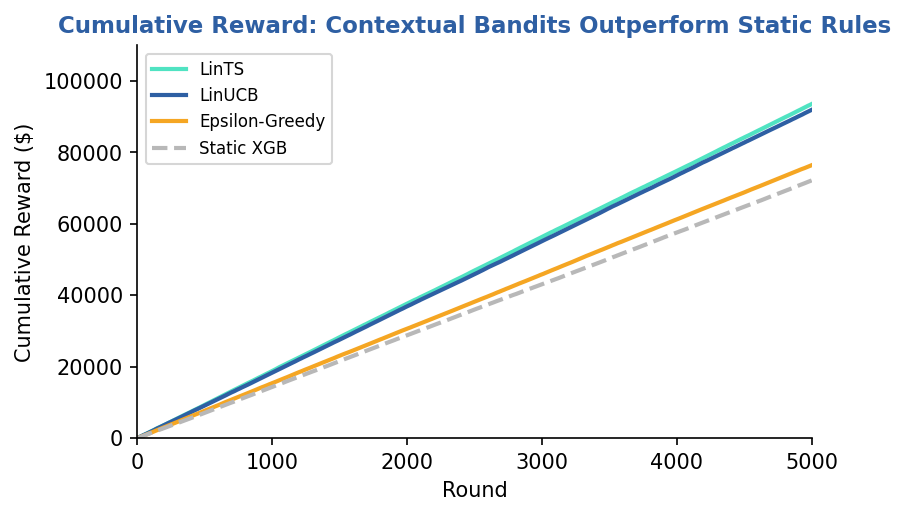 Cumulative Reward: Contextual Bandits Outperform Static Rules
LinTS
LinUCB
Epsilon-Greedy
Static XGB
Cumulative Reward ($)
100000
80000
60000
40000
20000
0
0 1000 2000 3000 4000 5000
Round